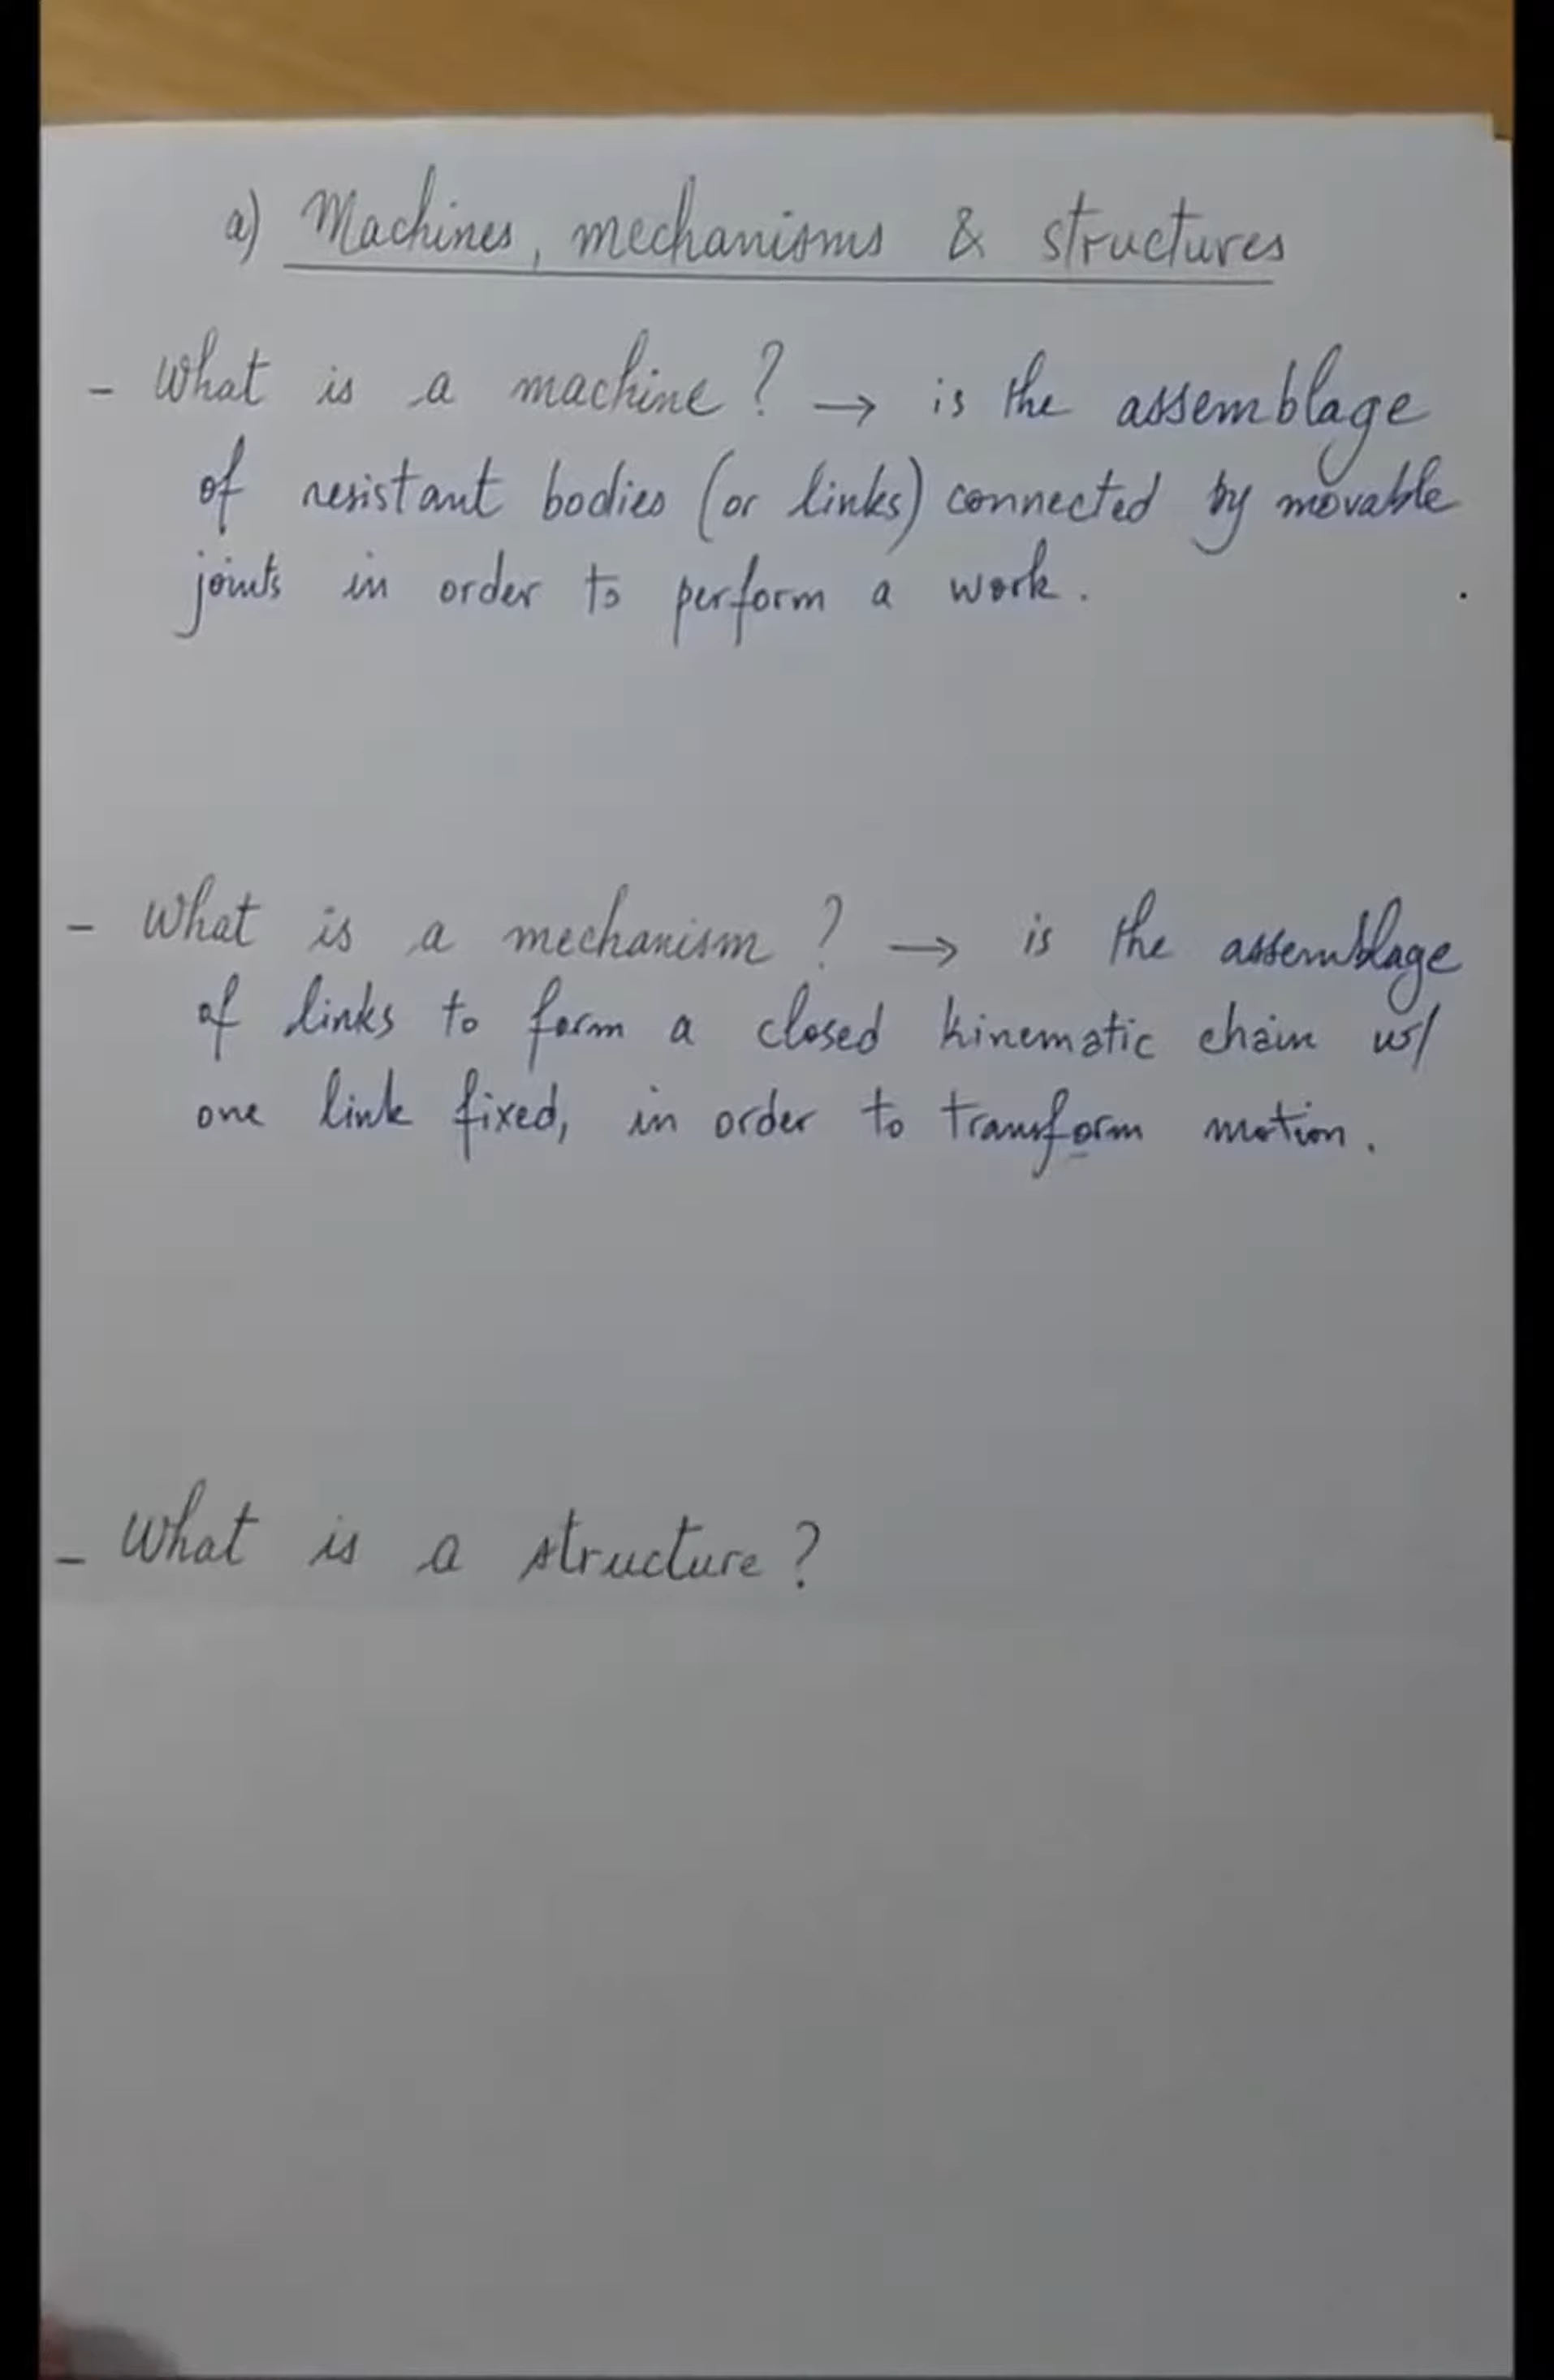 a) Machines, mechanisms & structures
- What is a machine? → is the assemblage
of resistant bodies (or links) connected by movable
joints in order to perform a work.
- What is a mechanism? → is the assemblage
of links to form a closed kinematic chain w/
one link fixed, in order to transform motion.
- What is a structure?